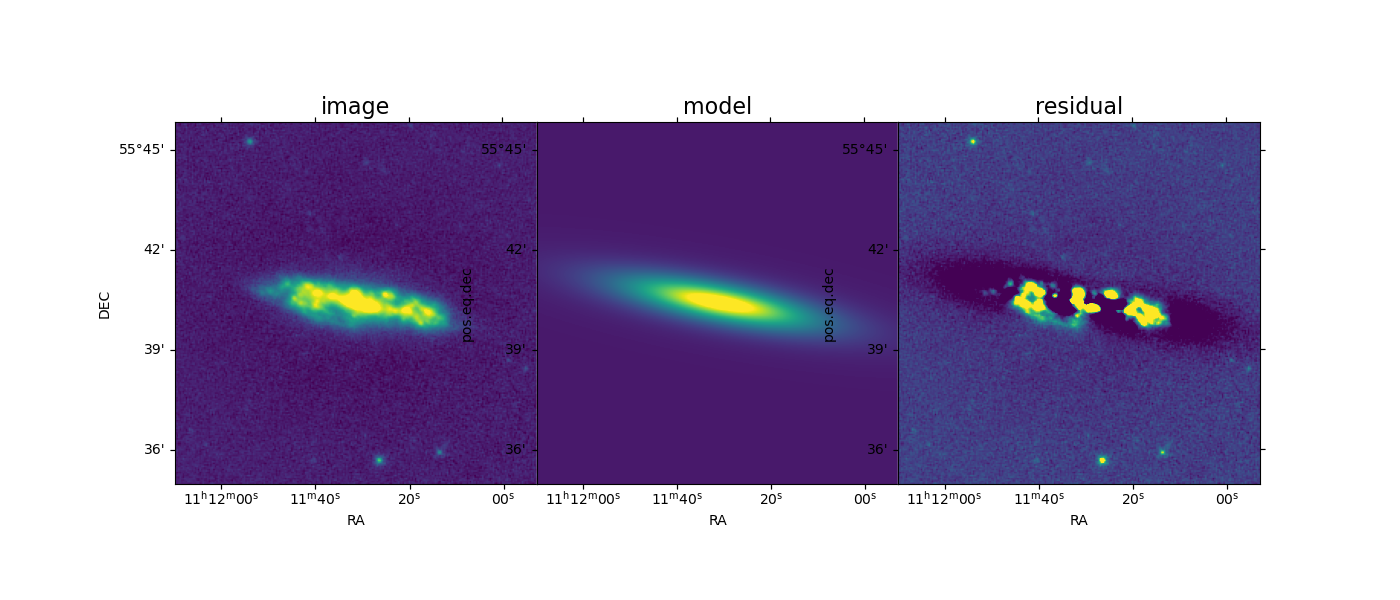 image model residual
55°45' 55°45' 55°45'
42' 42' 42'
DEC pos.eq.dec pos.eq.dec
39' 39' 39'
36' 36' 36'
11ʰ12ᵐ00ˢ 11ᵐ40ˢ 20ˢ 00ˢ 11ʰ12ᵐ00ˢ 11ᵐ40ˢ 20ˢ 00ˢ 11ʰ12ᵐ00ˢ 11ᵐ40ˢ 20ˢ 00ˢ
RA RA RA